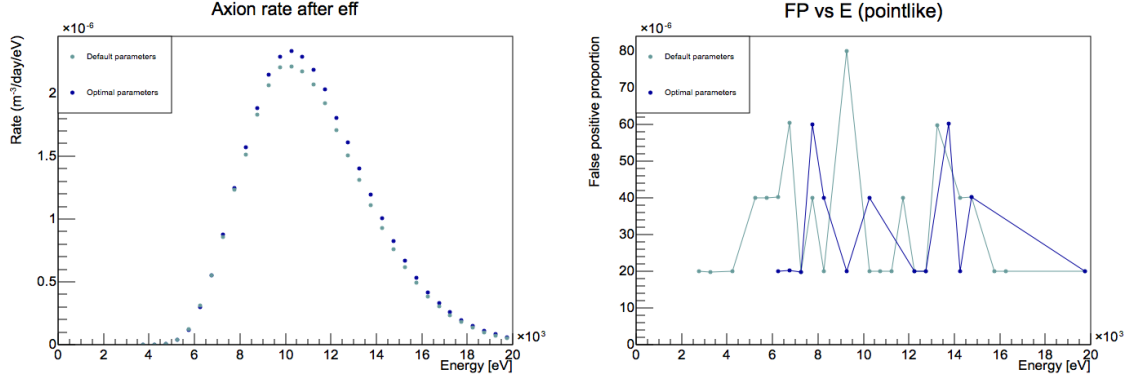 Axion rate after eff
×10⁻⁶
Rate (m⁻³/day/eV)
Default parameters
Optimal parameters
2
1.5
1
0.5
0
0 2 4 6 8 10 12 14 16 18 20
×10³
Energy [eV]
FP vs E (pointlike)
×10⁻⁶
False positive proportion
Default parameters
Optimal parameters
80
70
60
50
40
30
20
10
0
0 2 4 6 8 10 12 14 16 18 20
×10³
Energy [eV]